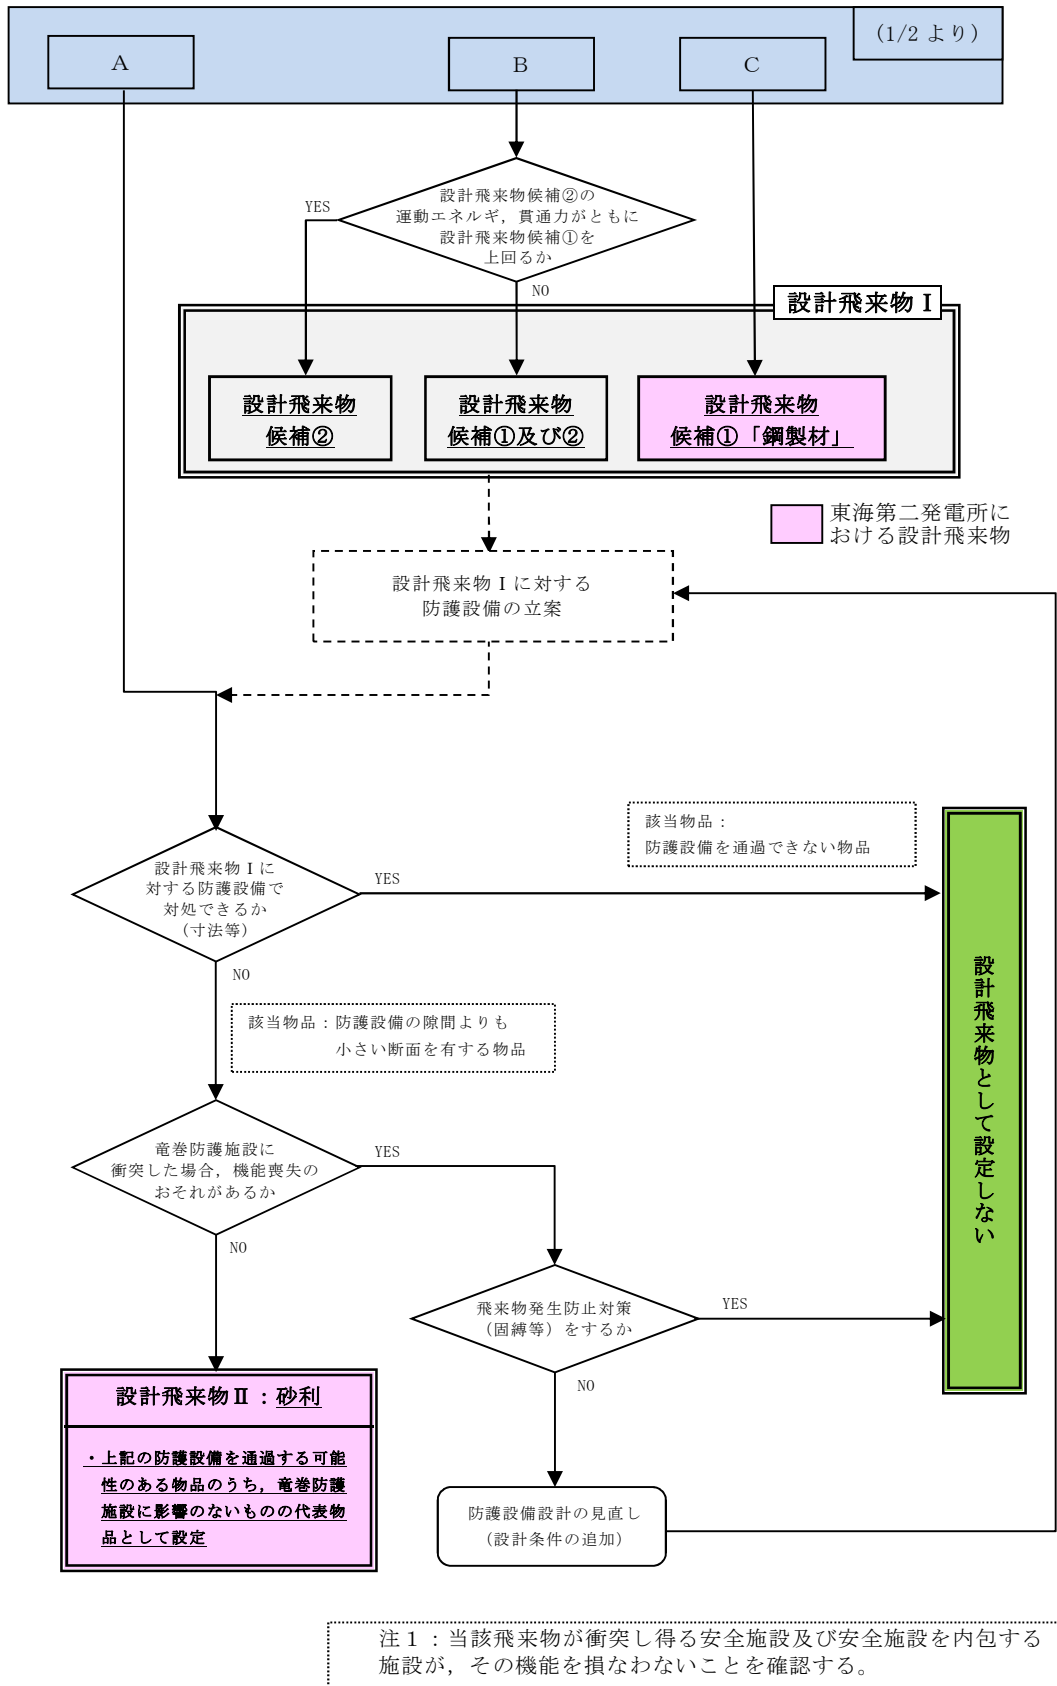 (1/2 より)
A
B
C
設計飛来物候補②の
運動エネルギ，貫通力がともに
設計飛来物候補①を
上回るか
YES
NO
設計飛来物Ⅰ
設計飛来物
候補②
設計飛来物
候補①及び②
設計飛来物
候補①「鋼製材」
東海第二発電所に
おける設計飛来物
設計飛来物Ⅰに対する
防護設備の立案
該当物品：
防護設備を通過できない物品
設計飛来物Ⅰに
対する防護設備で
対処できるか
（寸法等）
YES
NO
該当物品：防護設備の隙間よりも
小さい断面を有する物品
設計飛来物として設定しない
竜巻防護施設に
衝突した場合，機能喪失の
おそれがあるか
YES
NO
飛来物発生防止対策
（固縛等）をするか
YES
NO
設計飛来物Ⅱ：砂利
・上記の防護設備を通過する可能
性のある物品のうち，竜巻防護
施設に影響のないものの代表物
品として設定
防護設備設計の見直し
（設計条件の追加）
注１：当該飛来物が衝突し得る安全施設及び安全施設を内包する
施設が，その機能を損なわないことを確認する。